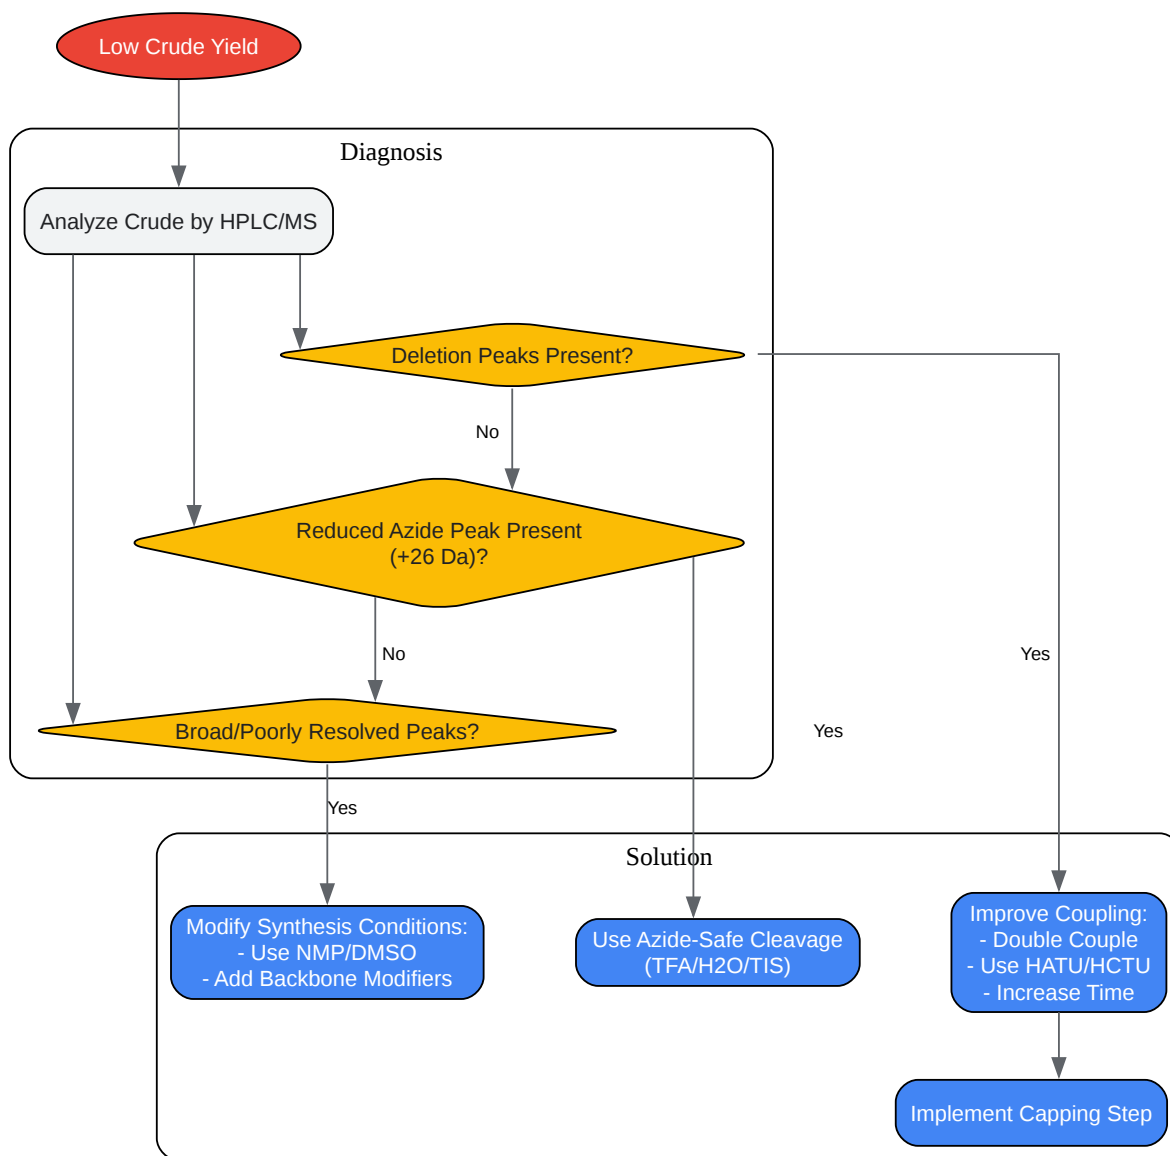 Low Crude Yield
Diagnosis
Analyze Crude by HPLC/MS
Deletion Peaks Present?
No
Reduced Azide Peak Present
(+26 Da)?
No
Yes
Broad/Poorly Resolved Peaks?
Yes
Yes
Solution
Modify Synthesis Conditions:
- Use NMP/DMSO
- Add Backbone Modifiers
Use Azide-Safe Cleavage
(TFA/H2O/TIS)
Improve Coupling:
- Double Couple
- Use HATU/HCTU
- Increase Time
Implement Capping Step